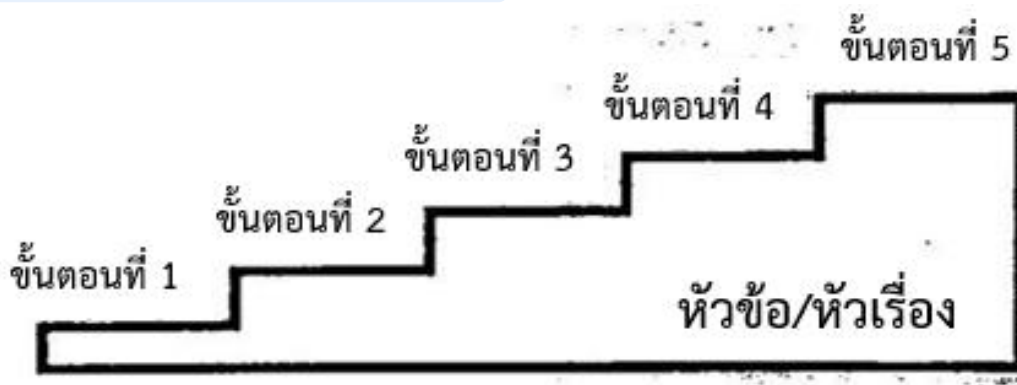 ขั้นตอนที่ 5
ขั้นตอนที่ 4
ขั้นตอนที่ 3
ขั้นตอนที่ 2
ขั้นตอนที่ 1
หัวข้อ/หัวเรื่อง